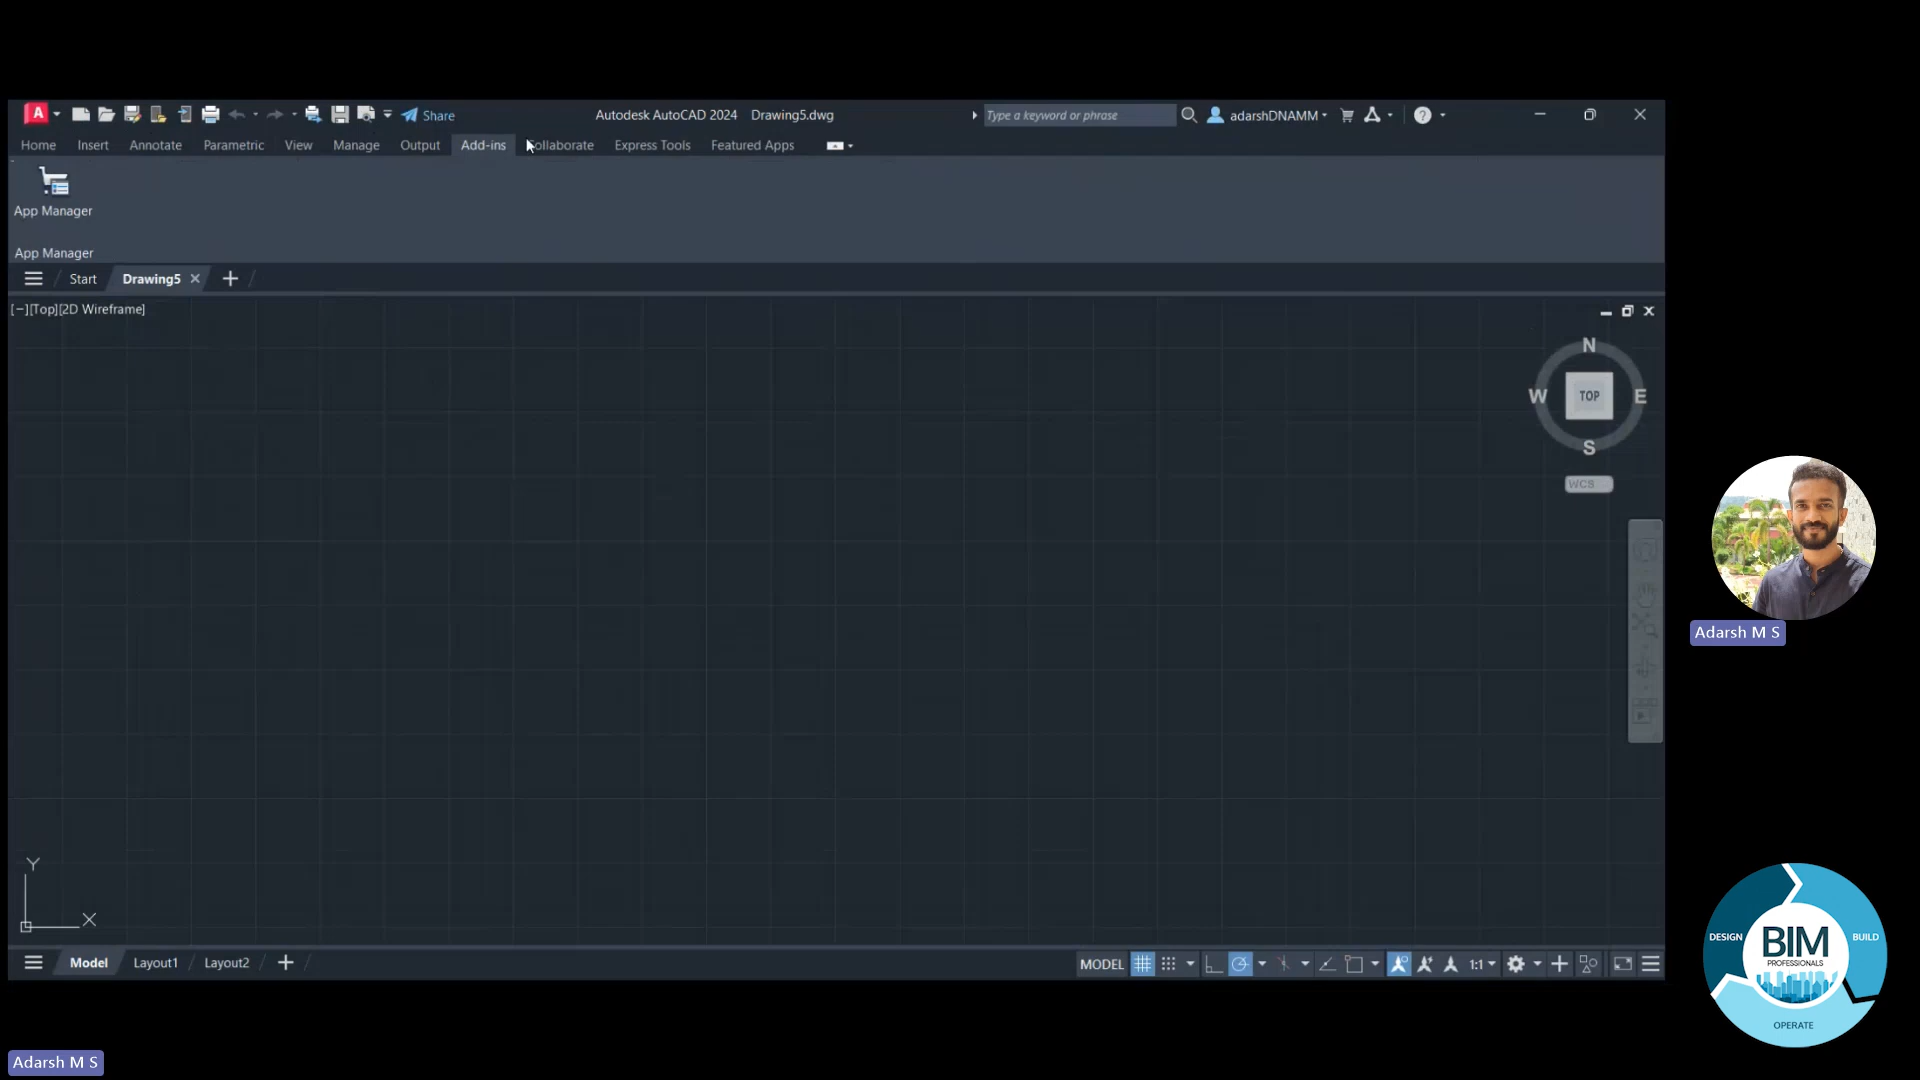 A
Share
Autodesk AutoCAD 2024 Drawing5.dwg
Type a keyword or phrase
adarshDNAMM
?
Home Insert Annotate Parametric View Manage Output Add-ins Collaborate Express Tools Featured Apps
App Manager
App Manager
Start Drawing5
[−][Top][2D Wireframe]
N
W TOP E
S
WCS
Adarsh M S
Y
X
Model Layout1 Layout2
MODEL 1:1
DESIGN BIM BUILD
PROFESSIONALS
OPERATE
Adarsh M S